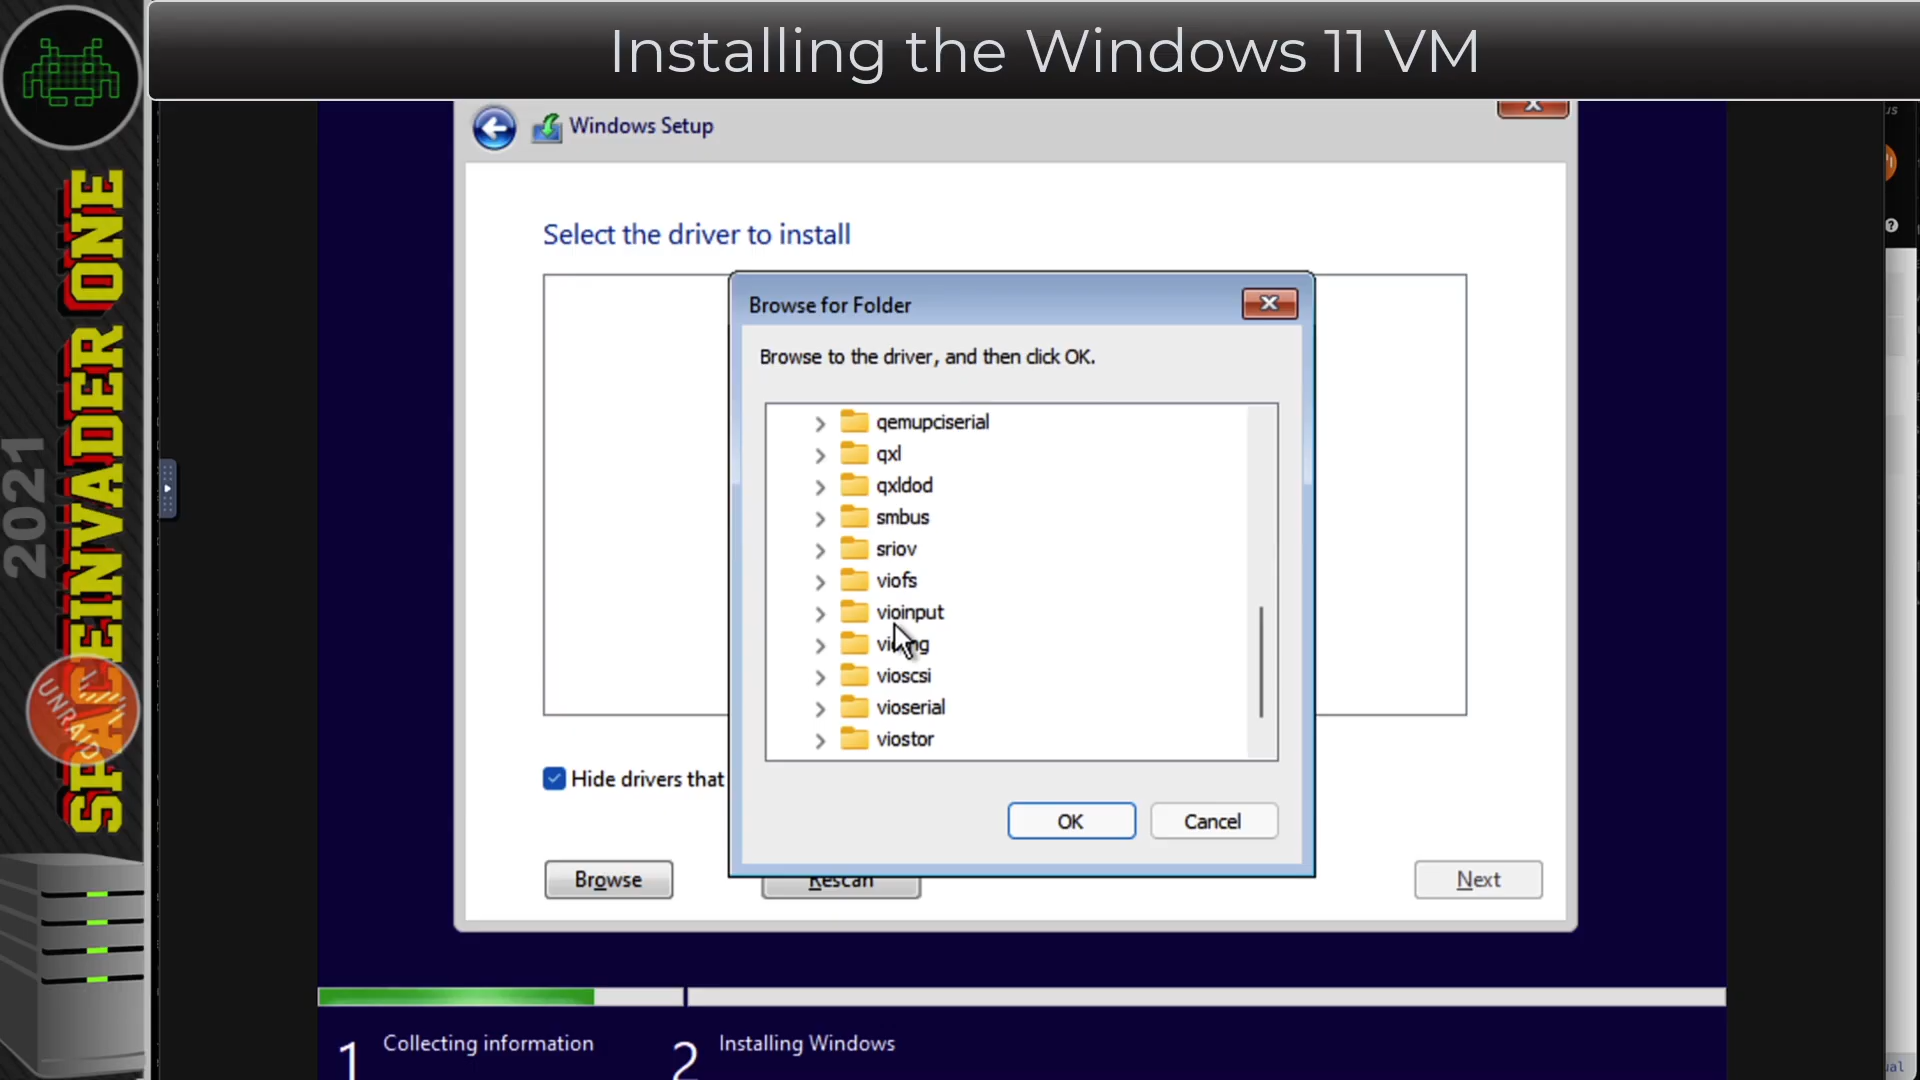 Installing the Windows 11 VM
Windows Setup
Select the driver to install
Browse for Folder
Browse to the driver, and then click OK.
qemupciserial
qxl
qxldod
smbus
sriov
viofs
vioinput
vioscsi
vioserial
viostor
Hide drivers that
OK
Cancel
Browse
Rescan
Next
1
Collecting information
2
Installing Windows
2021
SPACEINVADER ONE
UNRAID